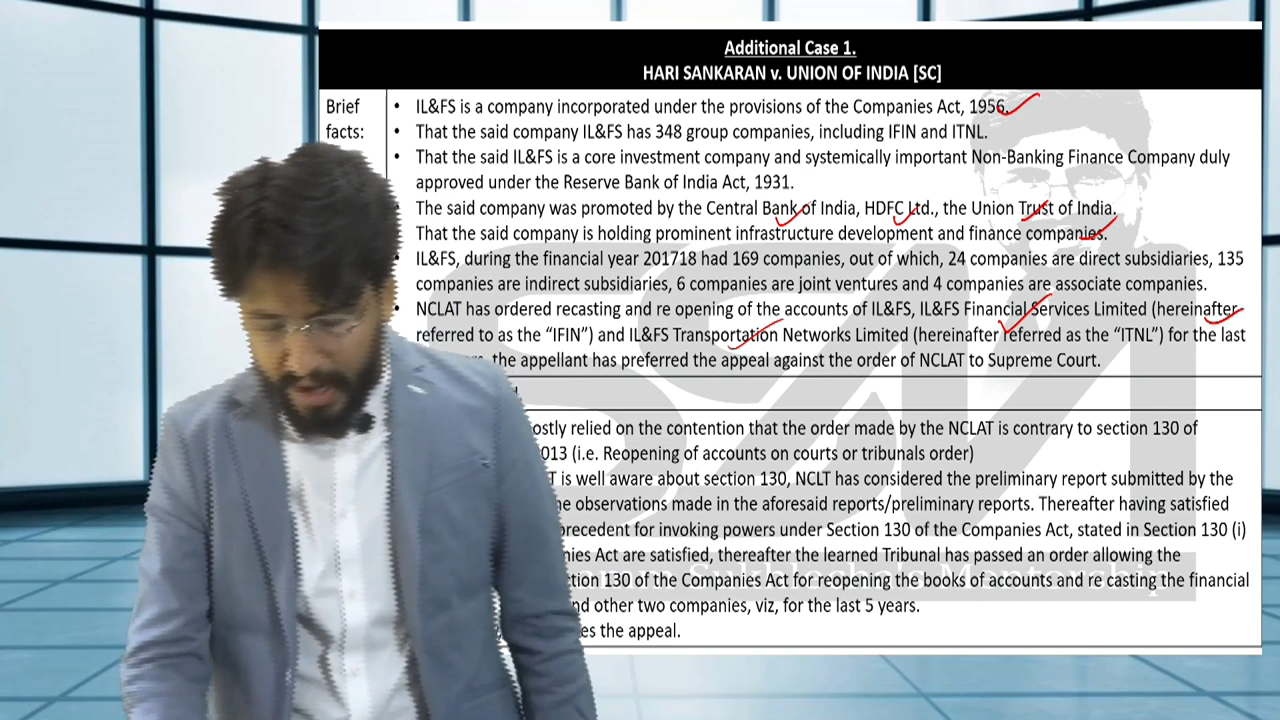 Additional Case 1.
HARI SANKARAN v. UNION OF INDIA [SC]
Brief
facts:
• IL&FS is a company incorporated under the provisions of the Companies Act, 1956.
• That the said company IL&FS has 348 group companies, including IFIN and ITNL.
• That the said IL&FS is a core investment company and systemically important Non-Banking Finance Company duly
approved under the Reserve Bank of India Act, 1931.
The said company was promoted by the Central Bank of India, HDFC Ltd., the Union Trust of India.
That the said company is holding prominent infrastructure development and finance companies.
• IL&FS, during the financial year 201718 had 169 companies, out of which, 24 companies are direct subsidiaries, 135
companies are indirect subsidiaries, 6 companies are joint ventures and 4 companies are associate companies.
• NCLAT has ordered recasting and re opening of the accounts of IL&FS, IL&FS Financial Services Limited (hereinafter
referred to as the “IFIN”) and IL&FS Transportation Networks Limited (hereinafter referred as the “ITNL”) for the last
the appellant has preferred the appeal against the order of NCLAT to Supreme Court.
relied on the contention that the order made by the NCLAT is contrary to section 130 of
(i.e. Reopening of accounts on courts or tribunals order)
is well aware about section 130, NCLT has considered the preliminary report submitted by the
observations made in the aforesaid reports/preliminary reports. Thereafter having satisfied
precedent for invoking powers under Section 130 of the Companies Act, stated in Section 130 (i)
Act are satisfied, thereafter the learned Tribunal has passed an order allowing the
130 of the Companies Act for reopening the books of accounts and re casting the financial
other two companies, viz, for the last 5 years.
the appeal.
Mentorship